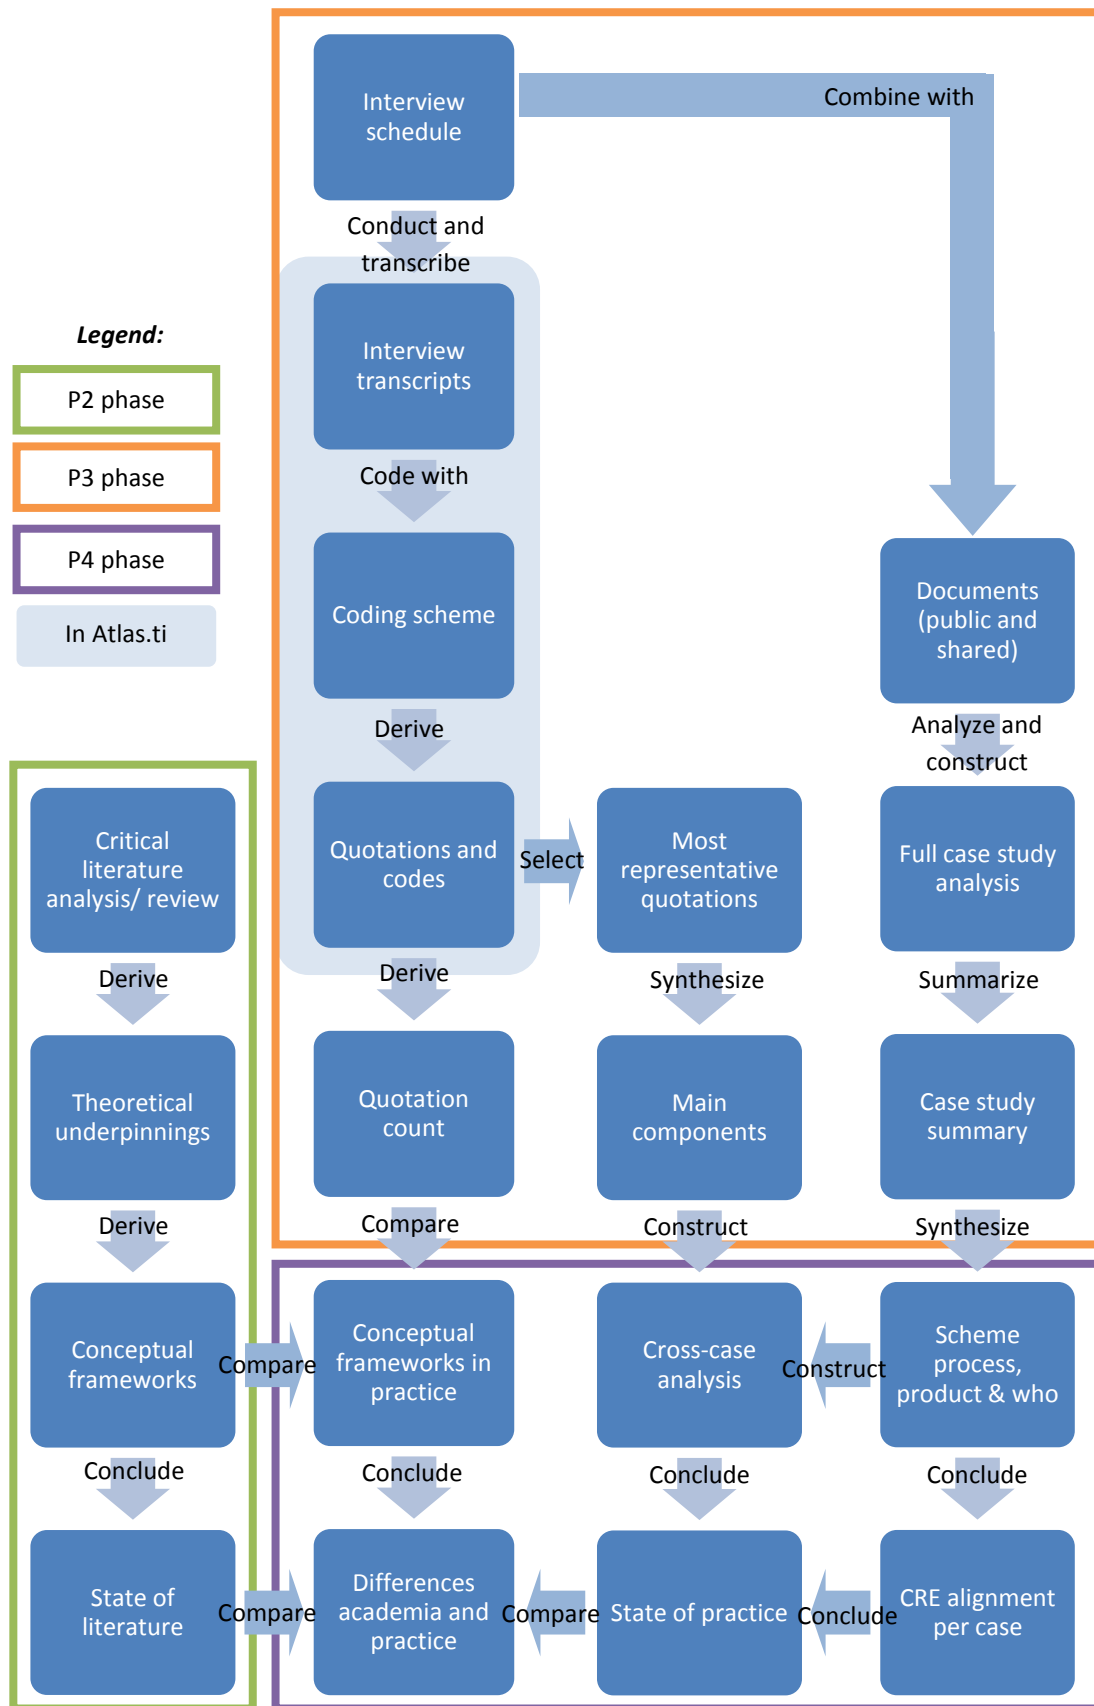 Interview
schedule
Combine with
Conduct and
transcribe
Legend:
P2 phase
P3 phase
P4 phase
In Atlas.ti
Interview
transcripts
Code with
Coding scheme
Documents
(public and
shared)
Derive
Analyze and
construct
Critical
literature
analysis/ review
Quotations and
codes
Select
Most
representative
quotations
Full case study
analysis
Derive
Derive
Synthesize
Summarize
Theoretical
underpinnings
Quotation
count
Main
components
Case study
summary
Derive
Compare
Construct
Synthesize
Conceptual
frameworks
Compare
Conceptual
frameworks in
practice
Cross-case
analysis
Construct
Scheme
process,
product & who
Conclude
Conclude
Conclude
Conclude
State of
literature
Compare
Differences
academia and
practice
Compare
State of practice
Conclude
CRE alignment
per case